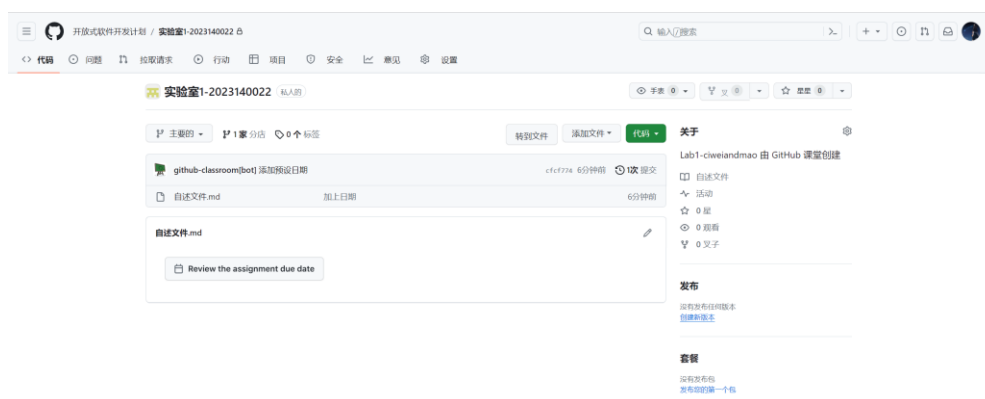 开放式软件开发计划 / 实验室1-2023140022
输入/搜索
代码 问题 拉取请求 行动 项目 安全 意见 设置
实验室1-2023140022 私人的
手表 0 叉 0 星星 0
主要的 1家 分店 0个 标签 转到文件 添加文件 代码
github-classroom[bot] 添加预设日期 cfcf774 6分钟前 1次 提交
自述文件.md 加上日期 6分钟前
自述文件.md
Review the assignment due date
关于
Lab1-ciweiandmao 由 GitHub 课堂创建
自述文件
活动
0 星
0 观看
0 叉子
发布
没有发布任何版本
创建新版本
套餐
没有发布包
发布您的第一个包